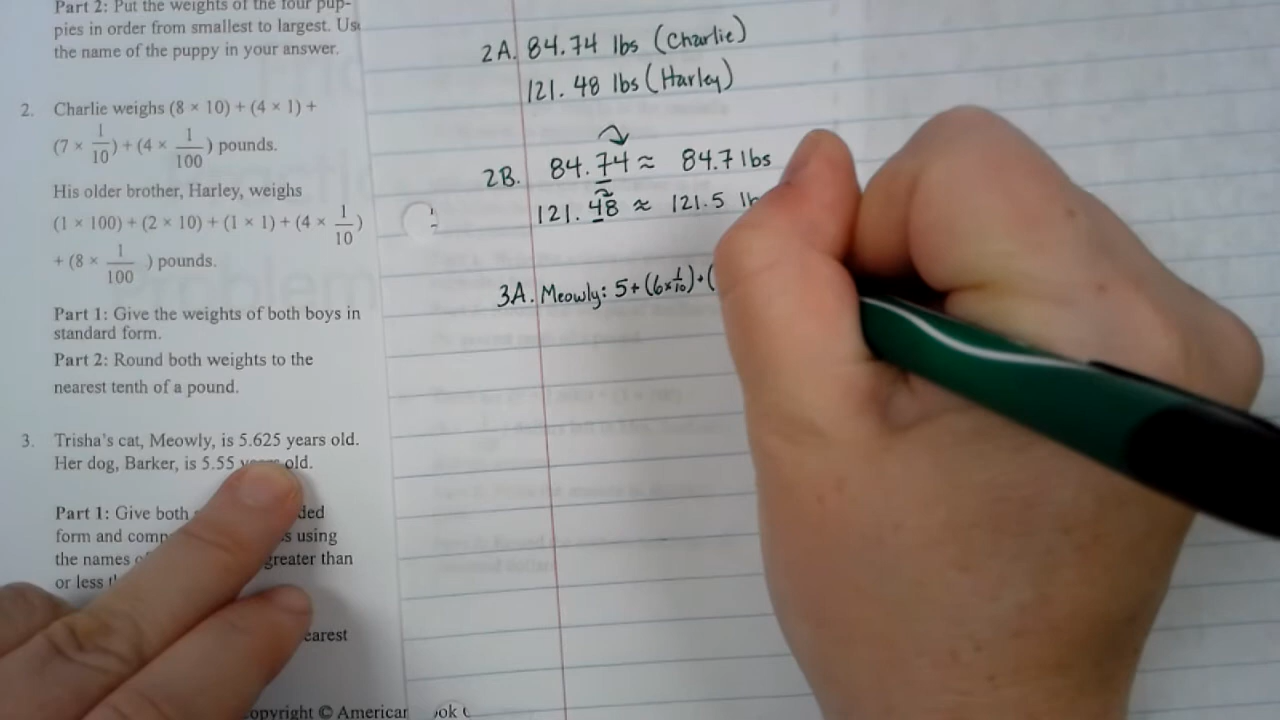 Part 2: Put the weights of the four pup-
pies in order from smallest to largest. Use
the name of the puppy in your answer.
2. Charlie weighs (8 × 10) + (4 × 1) +
(7 × 1/10) + (4 × 1/100) pounds.
His older brother, Harley, weighs
(1 × 100) + (2 × 10) + (1 × 1) + (4 × 1/10)
+ (8 × 1/100) pounds.
Part 1: Give the weights of both boys in
standard form.
Part 2: Round both weights to the
nearest tenth of a pound.
3. Trisha's cat, Meowly, is 5.625 years old.
Her dog, Barker, is 5.55 old.
Part 1: Give both
form and using
the names greater than
or less
2A. 84.74 lbs (Charlie)
121.48 lbs (Harley)
2B. 84.74 ≈ 84.7 lbs
121.48 ≈ 121.5
3A. Meowly: 5 + (6 × 1/10) + (